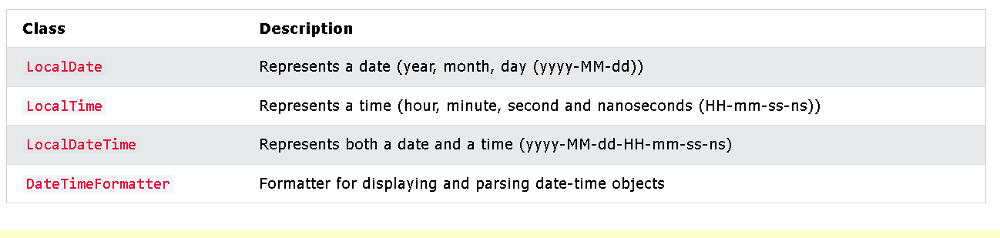 Class Description
LocalDate Represents a date (year, month, day (yyyy-MM-dd))
LocalTime Represents a time (hour, minute, second and nanoseconds (HH-mm-ss-ns))
LocalDateTime Represents both a date and a time (yyyy-MM-dd-HH-mm-ss-ns)
DateTimeFormatter Formatter for displaying and parsing date-time objects